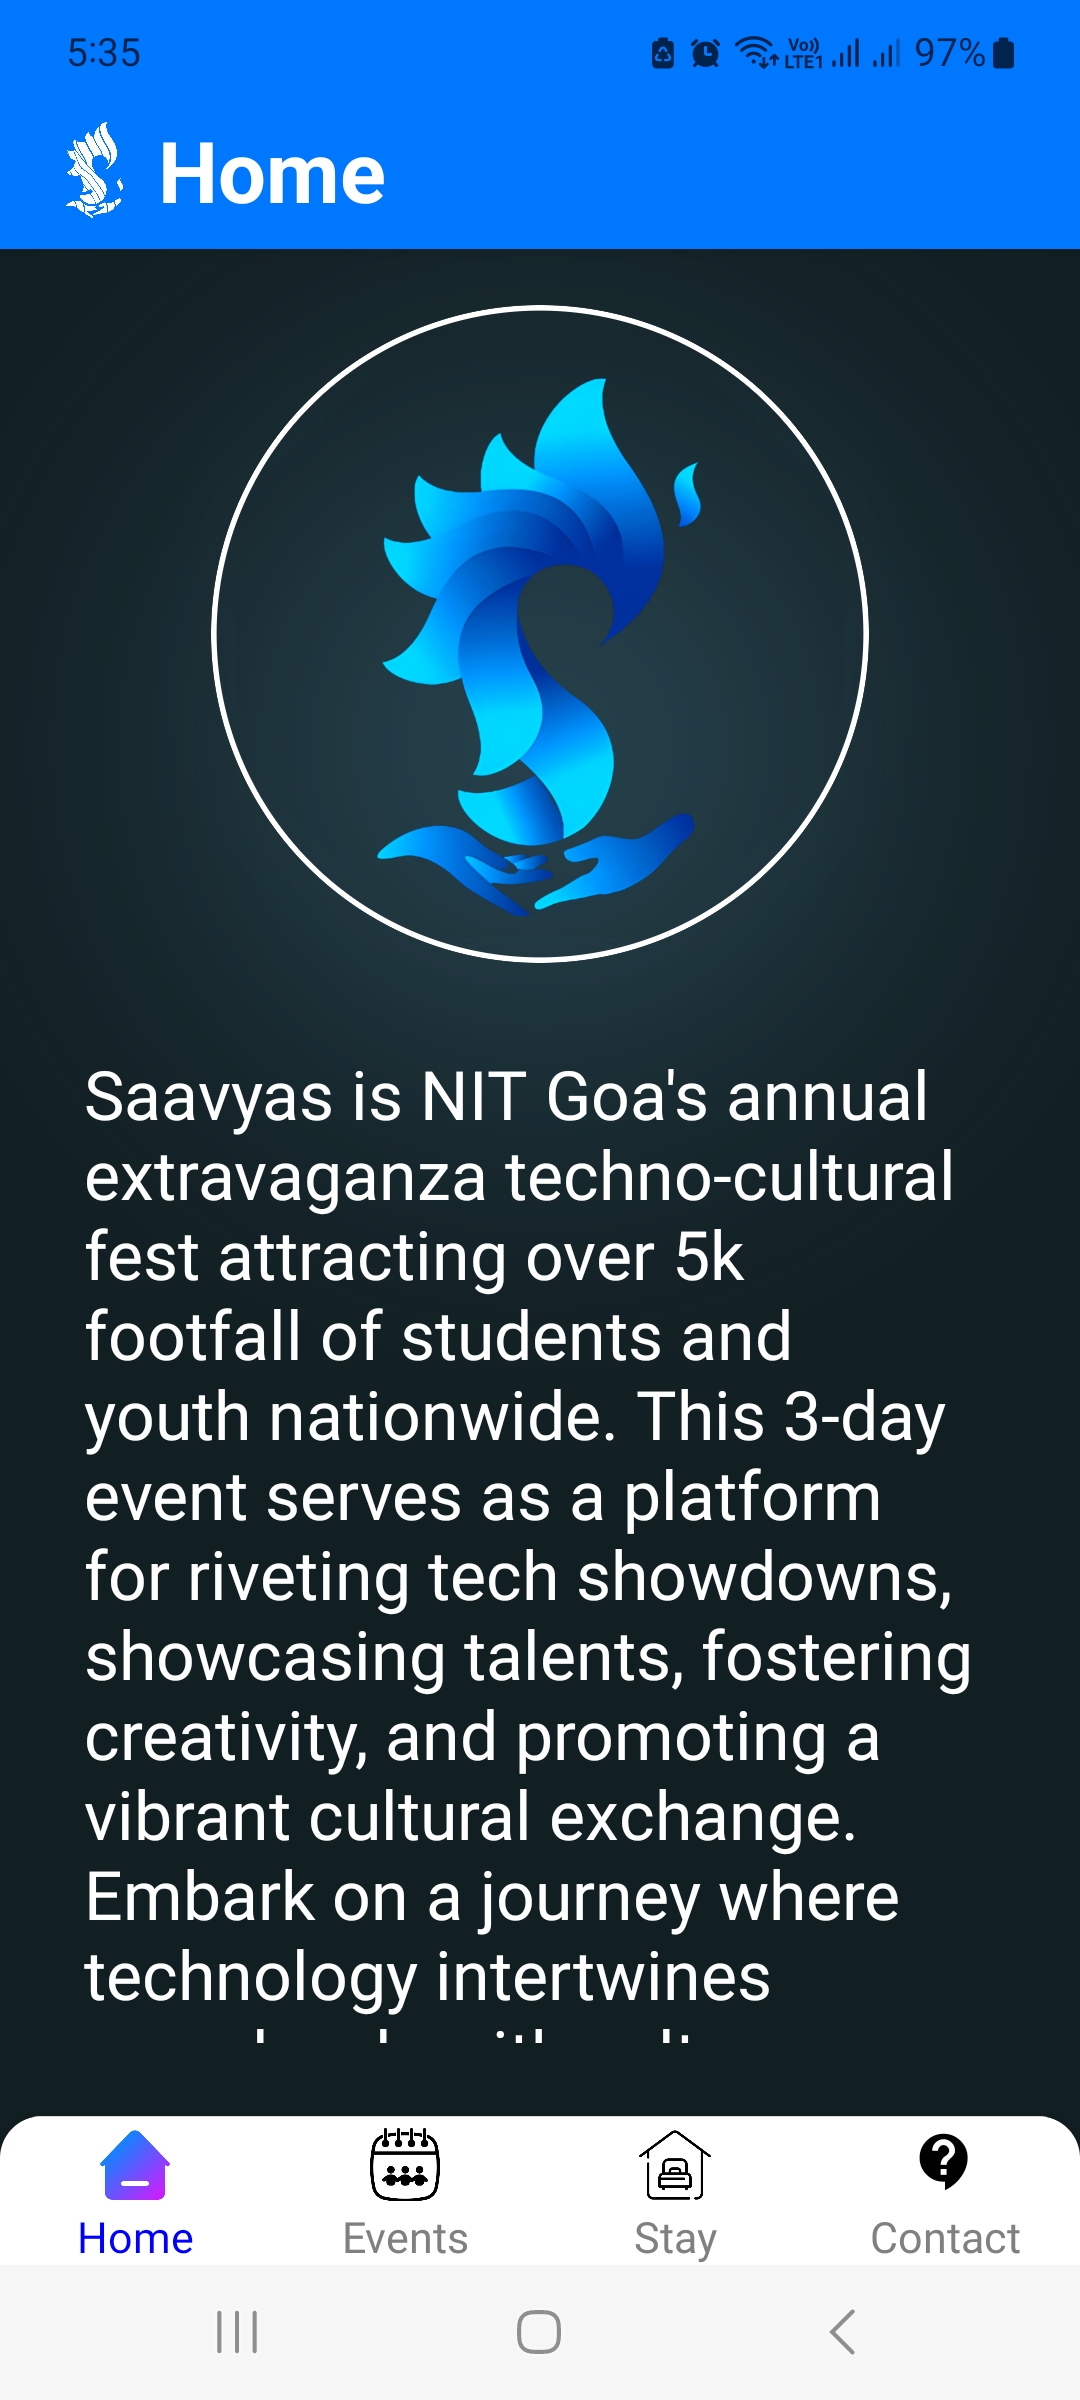 5:35
Vo)) LTE1 97%
Home
Saavyas is NIT Goa's annual
extravaganza techno-cultural
fest attracting over 5k
footfall of students and
youth nationwide. This 3-day
event serves as a platform
for riveting tech showdowns,
showcasing talents, fostering
creativity, and promoting a
vibrant cultural exchange.
Embark on a journey where
technology intertwines
Home Events Stay Contact